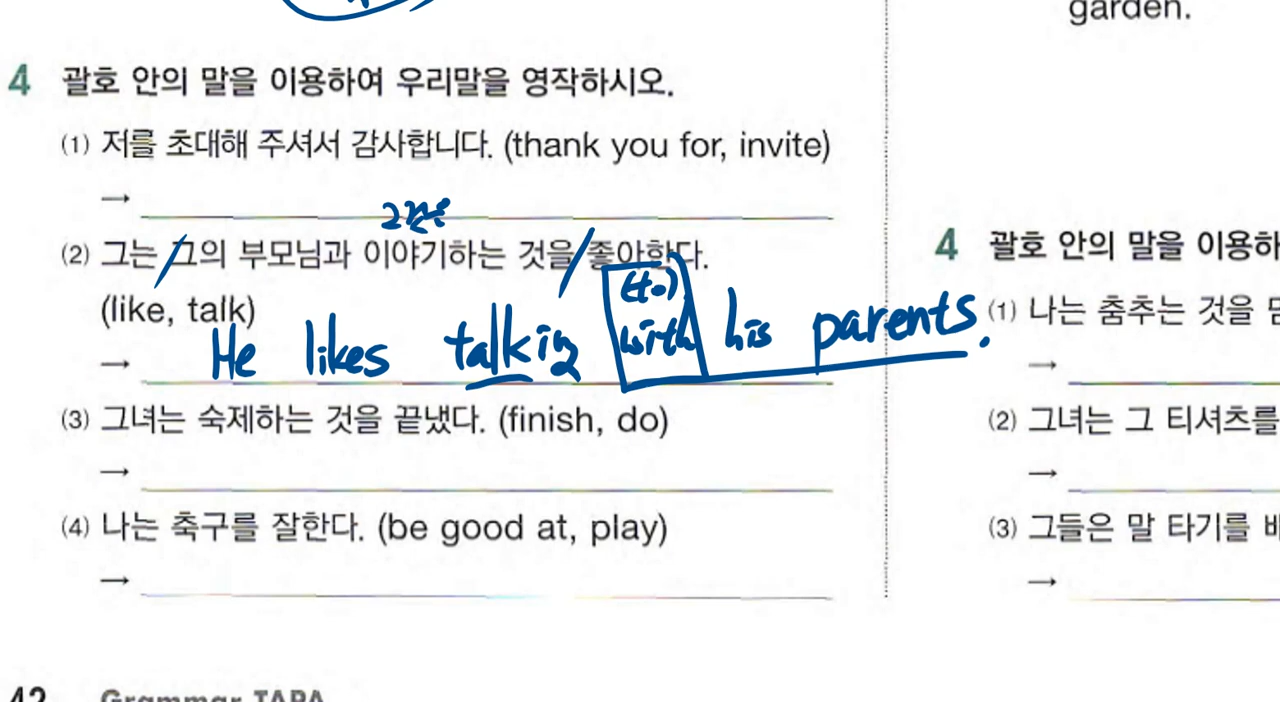 garden.
4 괄호 안의 말을 이용하여 우리말을 영작하시오.
(1) 저를 초대해 주셔서 감사합니다. (thank you for, invite)
→
(2) 그는 그의 부모님과 이야기하는 것을 좋아한다.
(like, talk)
(to)
→ He likes talking with his parents.
(3) 그녀는 숙제하는 것을 끝냈다. (finish, do)
→
(4) 나는 축구를 잘한다. (be good at, play)
→
4 괄호 안의 말을 이용하
(1) 나는 춤추는 것을
→
(2) 그녀는 그 티셔츠를
→
(3) 그들은 말 타기를
→
42 Grammar TAPA